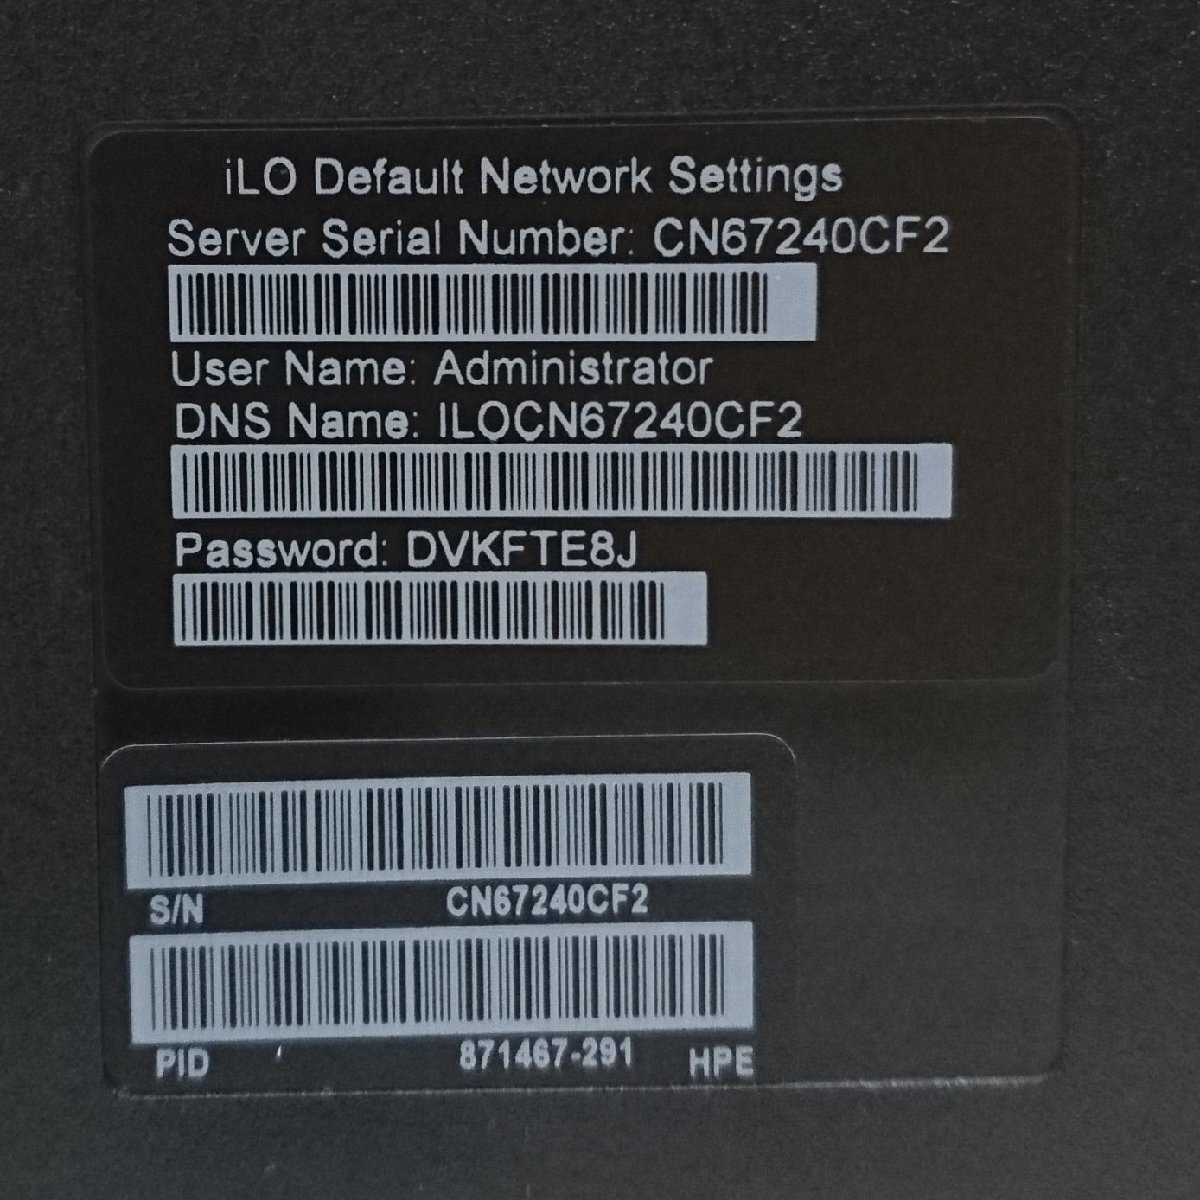 iLO Default Network Settings
Server Serial Number: CN67240CF2
User Name: Administrator
DNS Name: ILOCN67240CF2
Password: DVKFTE8J
S/N CN67240CF2
PID 871467-291 HPE